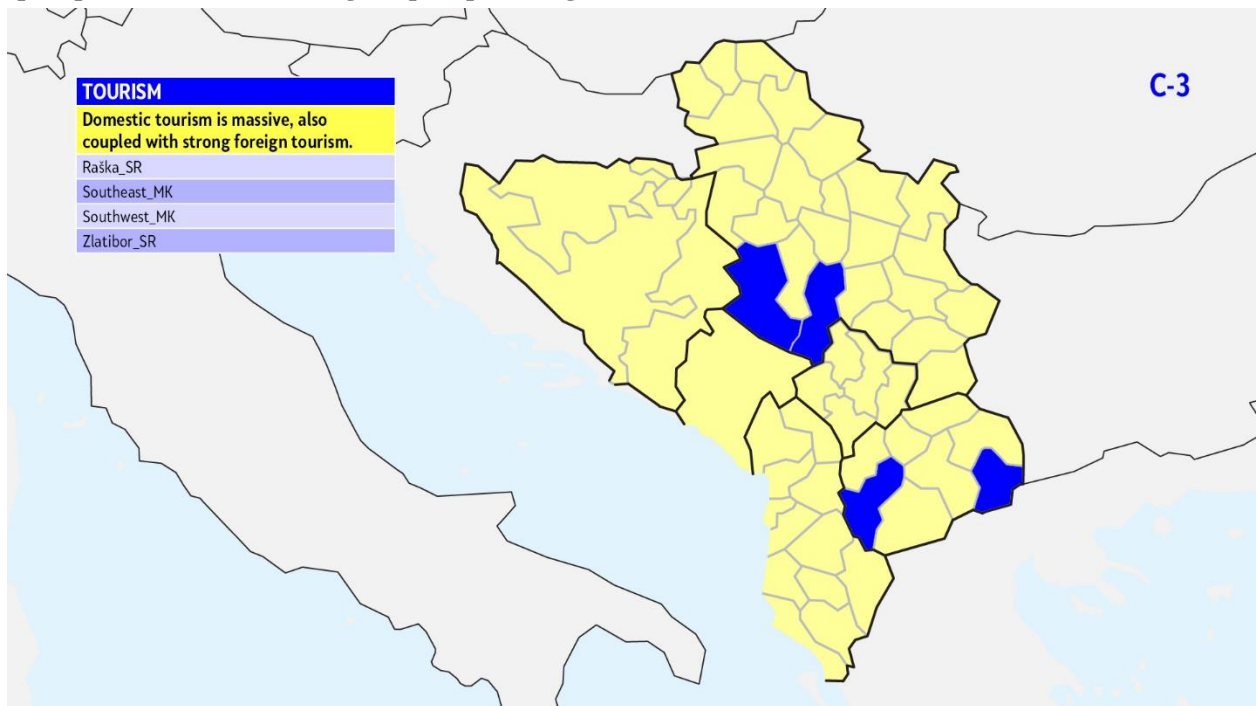 TOURISM
Domestic tourism is massive, also
coupled with strong foreign tourism.
Raška_SR
Southeast_MK
Southwest_MK
Zlatibor_SR
C-3